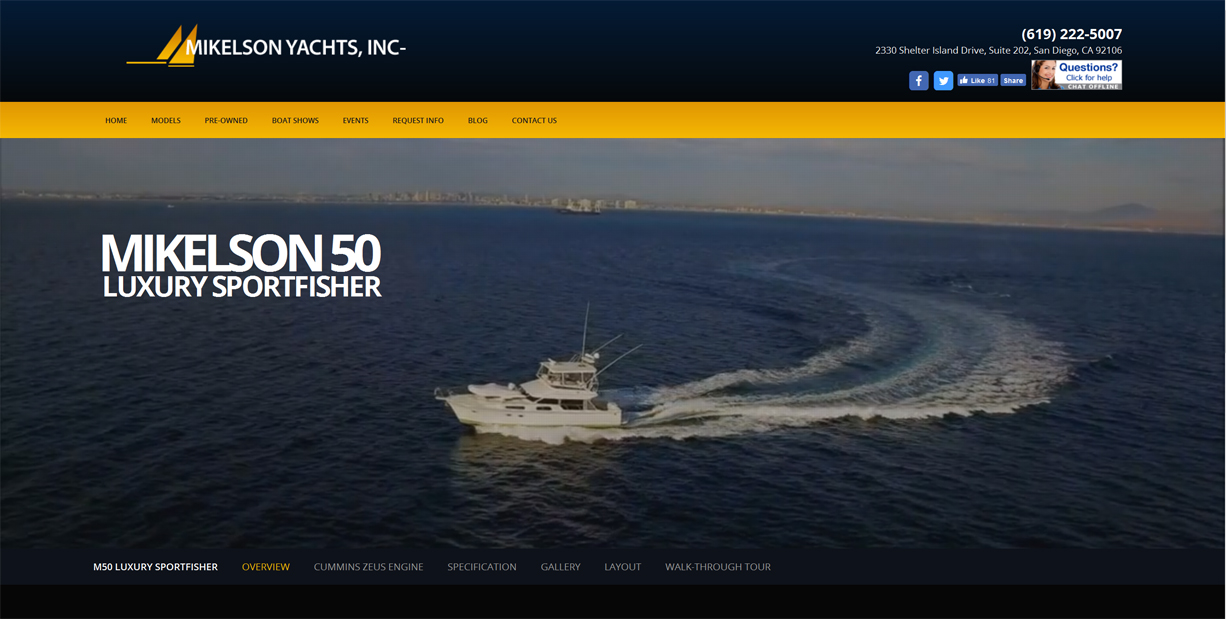 MIKELSON YACHTS, INC-
(619) 222-5007
2330 Shelter Island Drive, Suite 202, San Diego, CA 92106
f Like 81 Share
Questions?
Click for help
CHAT OFFLINE
HOME MODELS PRE-OWNED BOAT SHOWS EVENTS REQUEST INFO BLOG CONTACT US
MIKELSON 50
LUXURY SPORTFISHER
M50 LUXURY SPORTFISHER OVERVIEW CUMMINS ZEUS ENGINE SPECIFICATION GALLERY LAYOUT WALK-THROUGH TOUR